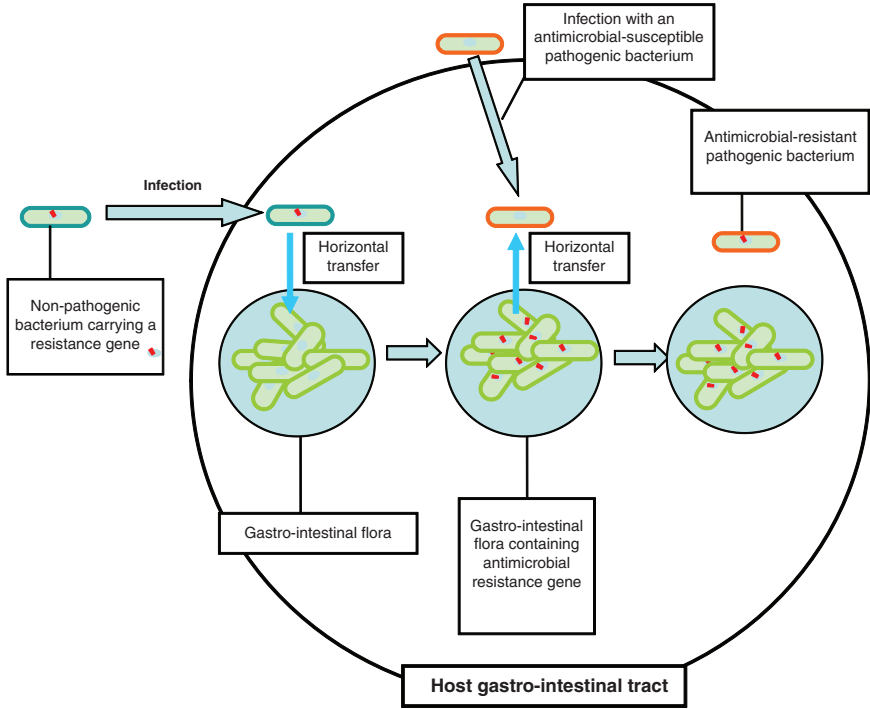 Infection with an
antimicrobial-susceptible
pathogenic bacterium
Antimicrobial-resistant
pathogenic bacterium
Infection
Horizontal
transfer
Horizontal
transfer
Non-pathogenic
bacterium carrying a
resistance gene
Gastro-intestinal flora
Gastro-intestinal
flora containing
antimicrobial
resistance gene
Host gastro-intestinal tract